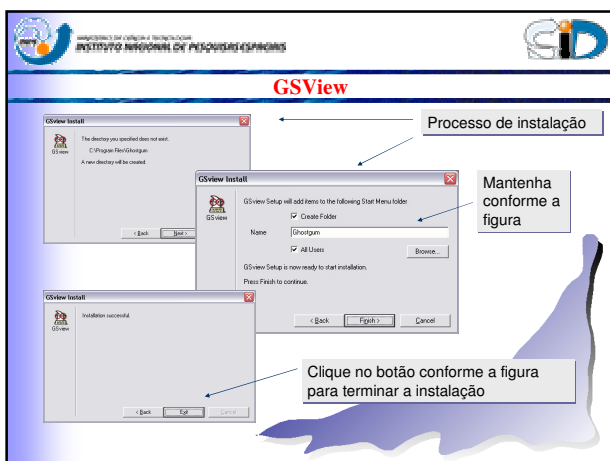 INSTITUTO NACIONAL DE PESQUISAS ESPACIAIS
SiD
GSView
GSview Install
The directory you specified does not exist.
C:\Program Files\Ghostgum
A new directory will be created.
GSview
< Back
Next >
Processo de instalação
GSview Install
GSview Setup will add items to the following Start Menu folder
GSview
Create Folder
Name
Ghostgum
All Users
Browse...
GSview Setup is now ready to start installation.
Press Finish to continue.
< Back
Finish >
Cancel
Mantenha
conforme a
figura
GSview Install
Installation successful.
GSview
< Back
Exit
Cancel
Clique no botão conforme a figura
para terminar a instalação